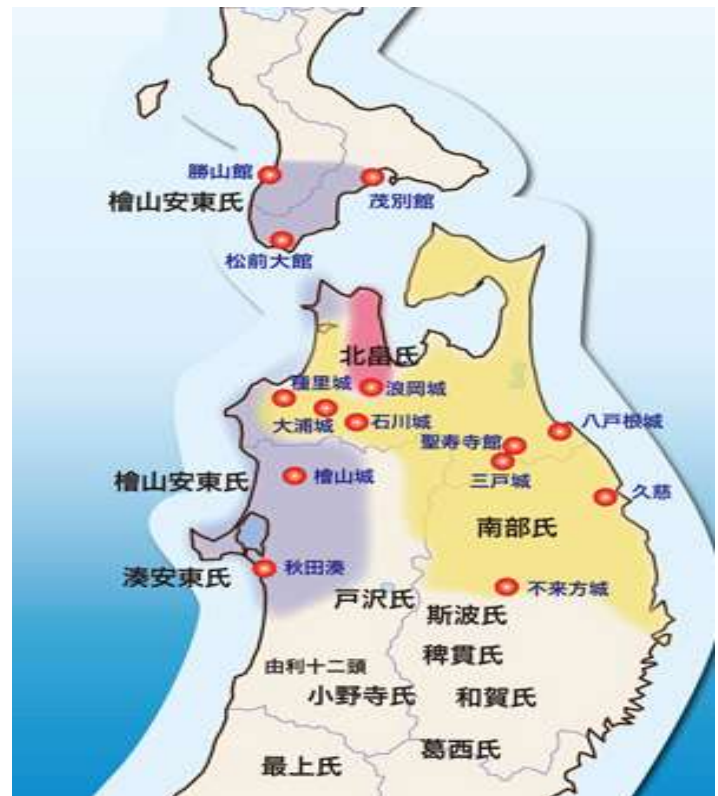 勝山館
茂別館
檜山安東氏
松前大館
北畠氏
種里城
浪岡城
大浦城
石川城
八戸根城
聖寿寺館
三戸城
檜山安東氏
檜山城
久慈
南部氏
湊安東氏
秋田湊
戸沢氏
不来方城
斯波氏
稗貫氏
由利十二頭
小野寺氏
和賀氏
葛西氏
最上氏